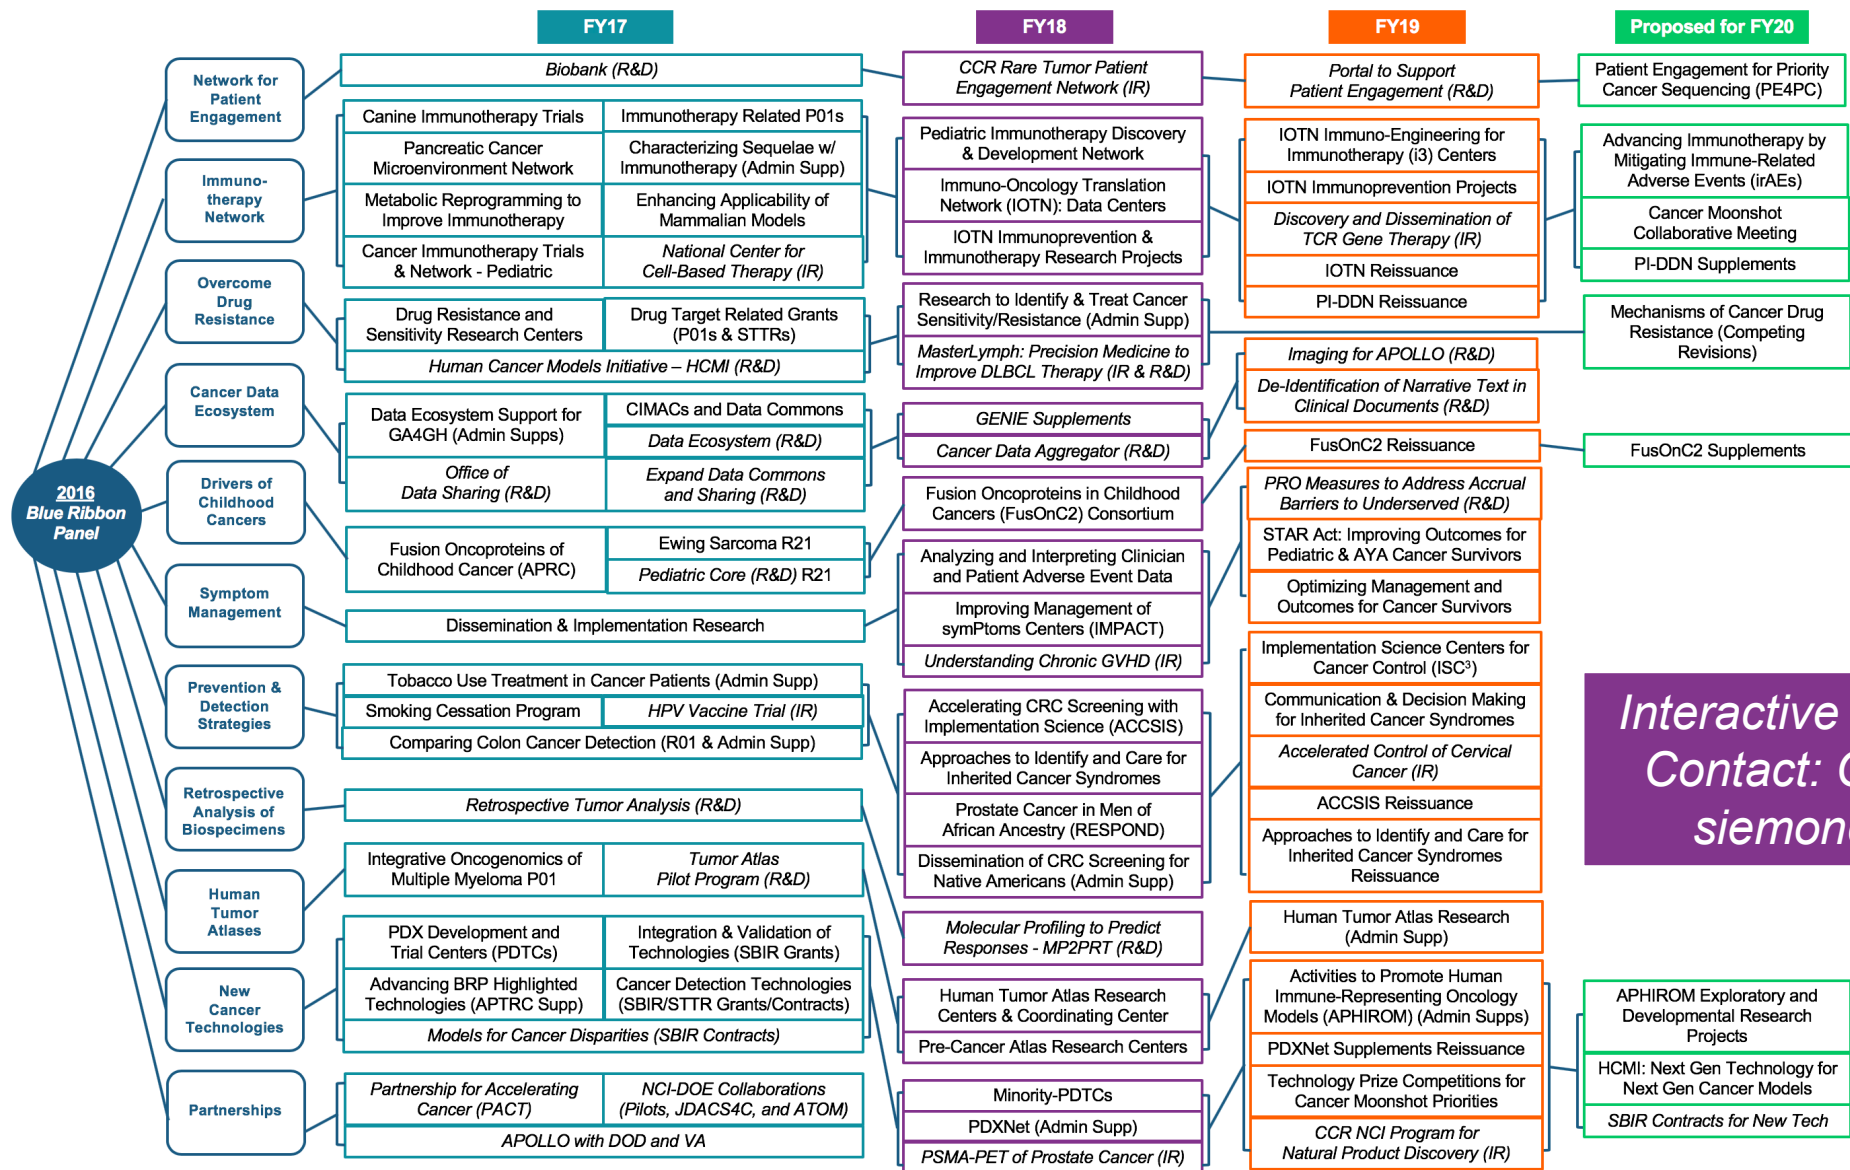 FY17
FY18
FY19
Proposed for FY20
2016
Blue Ribbon
Panel
Network for
Patient
Engagement
Biobank (R&D)
CCR Rare Tumor Patient
Engagement Network (IR)
Portal to Support
Patient Engagement (R&D)
Patient Engagement for Priority
Cancer Sequencing (PE4PC)
Immuno-
therapy
Network
Canine Immunotherapy Trials
Immunotherapy Related P01s
Pancreatic Cancer
Microenvironment Network
Characterizing Sequelae w/
Immunotherapy (Admin Supp)
Metabolic Reprogramming to
Improve Immunotherapy
Enhancing Applicability of
Mammalian Models
Cancer Immunotherapy Trials
& Network - Pediatric
National Center for
Cell-Based Therapy (IR)
Pediatric Immunotherapy Discovery
& Development Network
Immuno-Oncology Translation
Network (IOTN): Data Centers
IOTN Immunoprevention &
Immunotherapy Research Projects
IOTN Immuno-Engineering for
Immunotherapy (i3) Centers
IOTN Immunoprevention Projects
Discovery and Dissemination of
TCR Gene Therapy (IR)
IOTN Reissuance
PI-DDN Reissuance
Advancing Immunotherapy by
Mitigating Immune-Related
Adverse Events (irAEs)
Cancer Moonshot
Collaborative Meeting
PI-DDN Supplements
Overcome
Drug
Resistance
Drug Resistance and
Sensitivity Research Centers
Drug Target Related Grants
(P01s & STTRs)
Human Cancer Models Initiative – HCMI (R&D)
Research to Identify & Treat Cancer
Sensitivity/Resistance (Admin Supp)
MasterLymph: Precision Medicine to
Improve DLBCL Therapy (IR & R&D)
Mechanisms of Cancer Drug
Resistance (Competing
Revisions)
Cancer Data
Ecosystem
Data Ecosystem Support for
GA4GH (Admin Supps)
CIMACs and Data Commons
Data Ecosystem (R&D)
Office of
Data Sharing (R&D)
Expand Data Commons
and Sharing (R&D)
GENIE Supplements
Cancer Data Aggregator (R&D)
Imaging for APOLLO (R&D)
De-Identification of Narrative Text in
Clinical Documents (R&D)
Drivers of
Childhood
Cancers
Fusion Oncoproteins of
Childhood Cancer (APRC)
Ewing Sarcoma R21
Pediatric Core (R&D) R21
Fusion Oncoproteins in Childhood
Cancers (FusOnC2) Consortium
FusOnC2 Reissuance
FusOnC2 Supplements
Symptom
Management
Dissemination & Implementation Research
Analyzing and Interpreting Clinician
and Patient Adverse Event Data
Improving Management of
symPtoms Centers (IMPACT)
Understanding Chronic GVHD (IR)
PRO Measures to Address Accrual
Barriers to Underserved (R&D)
STAR Act: Improving Outcomes for
Pediatric & AYA Cancer Survivors
Optimizing Management and
Outcomes for Cancer Survivors
Prevention &
Detection
Strategies
Tobacco Use Treatment in Cancer Patients (Admin Supp)
Smoking Cessation Program
HPV Vaccine Trial (IR)
Comparing Colon Cancer Detection (R01 & Admin Supp)
Accelerating CRC Screening with
Implementation Science (ACCSIS)
Approaches to Identify and Care for
Inherited Cancer Syndromes
Prostate Cancer in Men of
African Ancestry (RESPOND)
Dissemination of CRC Screening for
Native Americans (Admin Supp)
Implementation Science Centers for
Cancer Control (ISC³)
Communication & Decision Making
for Inherited Cancer Syndromes
Accelerated Control of Cervical
Cancer (IR)
ACCSIS Reissuance
Approaches to Identify and Care for
Inherited Cancer Syndromes
Reissuance
Interactive
Contact:
Retrospective
Analysis of
Biospecimens
Retrospective Tumor Analysis (R&D)
Molecular Profiling to Predict
Responses - MP2PRT (R&D)
Human
Tumor
Atlases
Integrative Oncogenomics of
Multiple Myeloma P01
Tumor Atlas
Pilot Program (R&D)
Human Tumor Atlas Research
Centers & Coordinating Center
Pre-Cancer Atlas Research Centers
Human Tumor Atlas Research
(Admin Supp)
New
Cancer
Technologies
PDX Development and
Trial Centers (PDTCs)
Integration & Validation of
Technologies (SBIR Grants)
Advancing BRP Highlighted
Technologies (APTRC Supp)
Cancer Detection Technologies
(SBIR/STTR Grants/Contracts)
Models for Cancer Disparities (SBIR Contracts)
Minority-PDTCs
PDXNet (Admin Supp)
PSMA-PET of Prostate Cancer (IR)
Activities to Promote Human
Immune-Representing Oncology
Models (APHIROM) (Admin Supps)
PDXNet Supplements Reissuance
Technology Prize Competitions for
Cancer Moonshot Priorities
CCR NCI Program for
Natural Product Discovery (IR)
APHIROM Exploratory and
Developmental Research
Projects
HCMI: Next Gen Technology for
Next Gen Cancer Models
SBIR Contracts for New Tech
Partnerships
Partnership for Accelerating
Cancer (PACT)
NCI-DOE Collaborations
(Pilots, JDACS4C, and ATOM)
APOLLO with DOD and VA